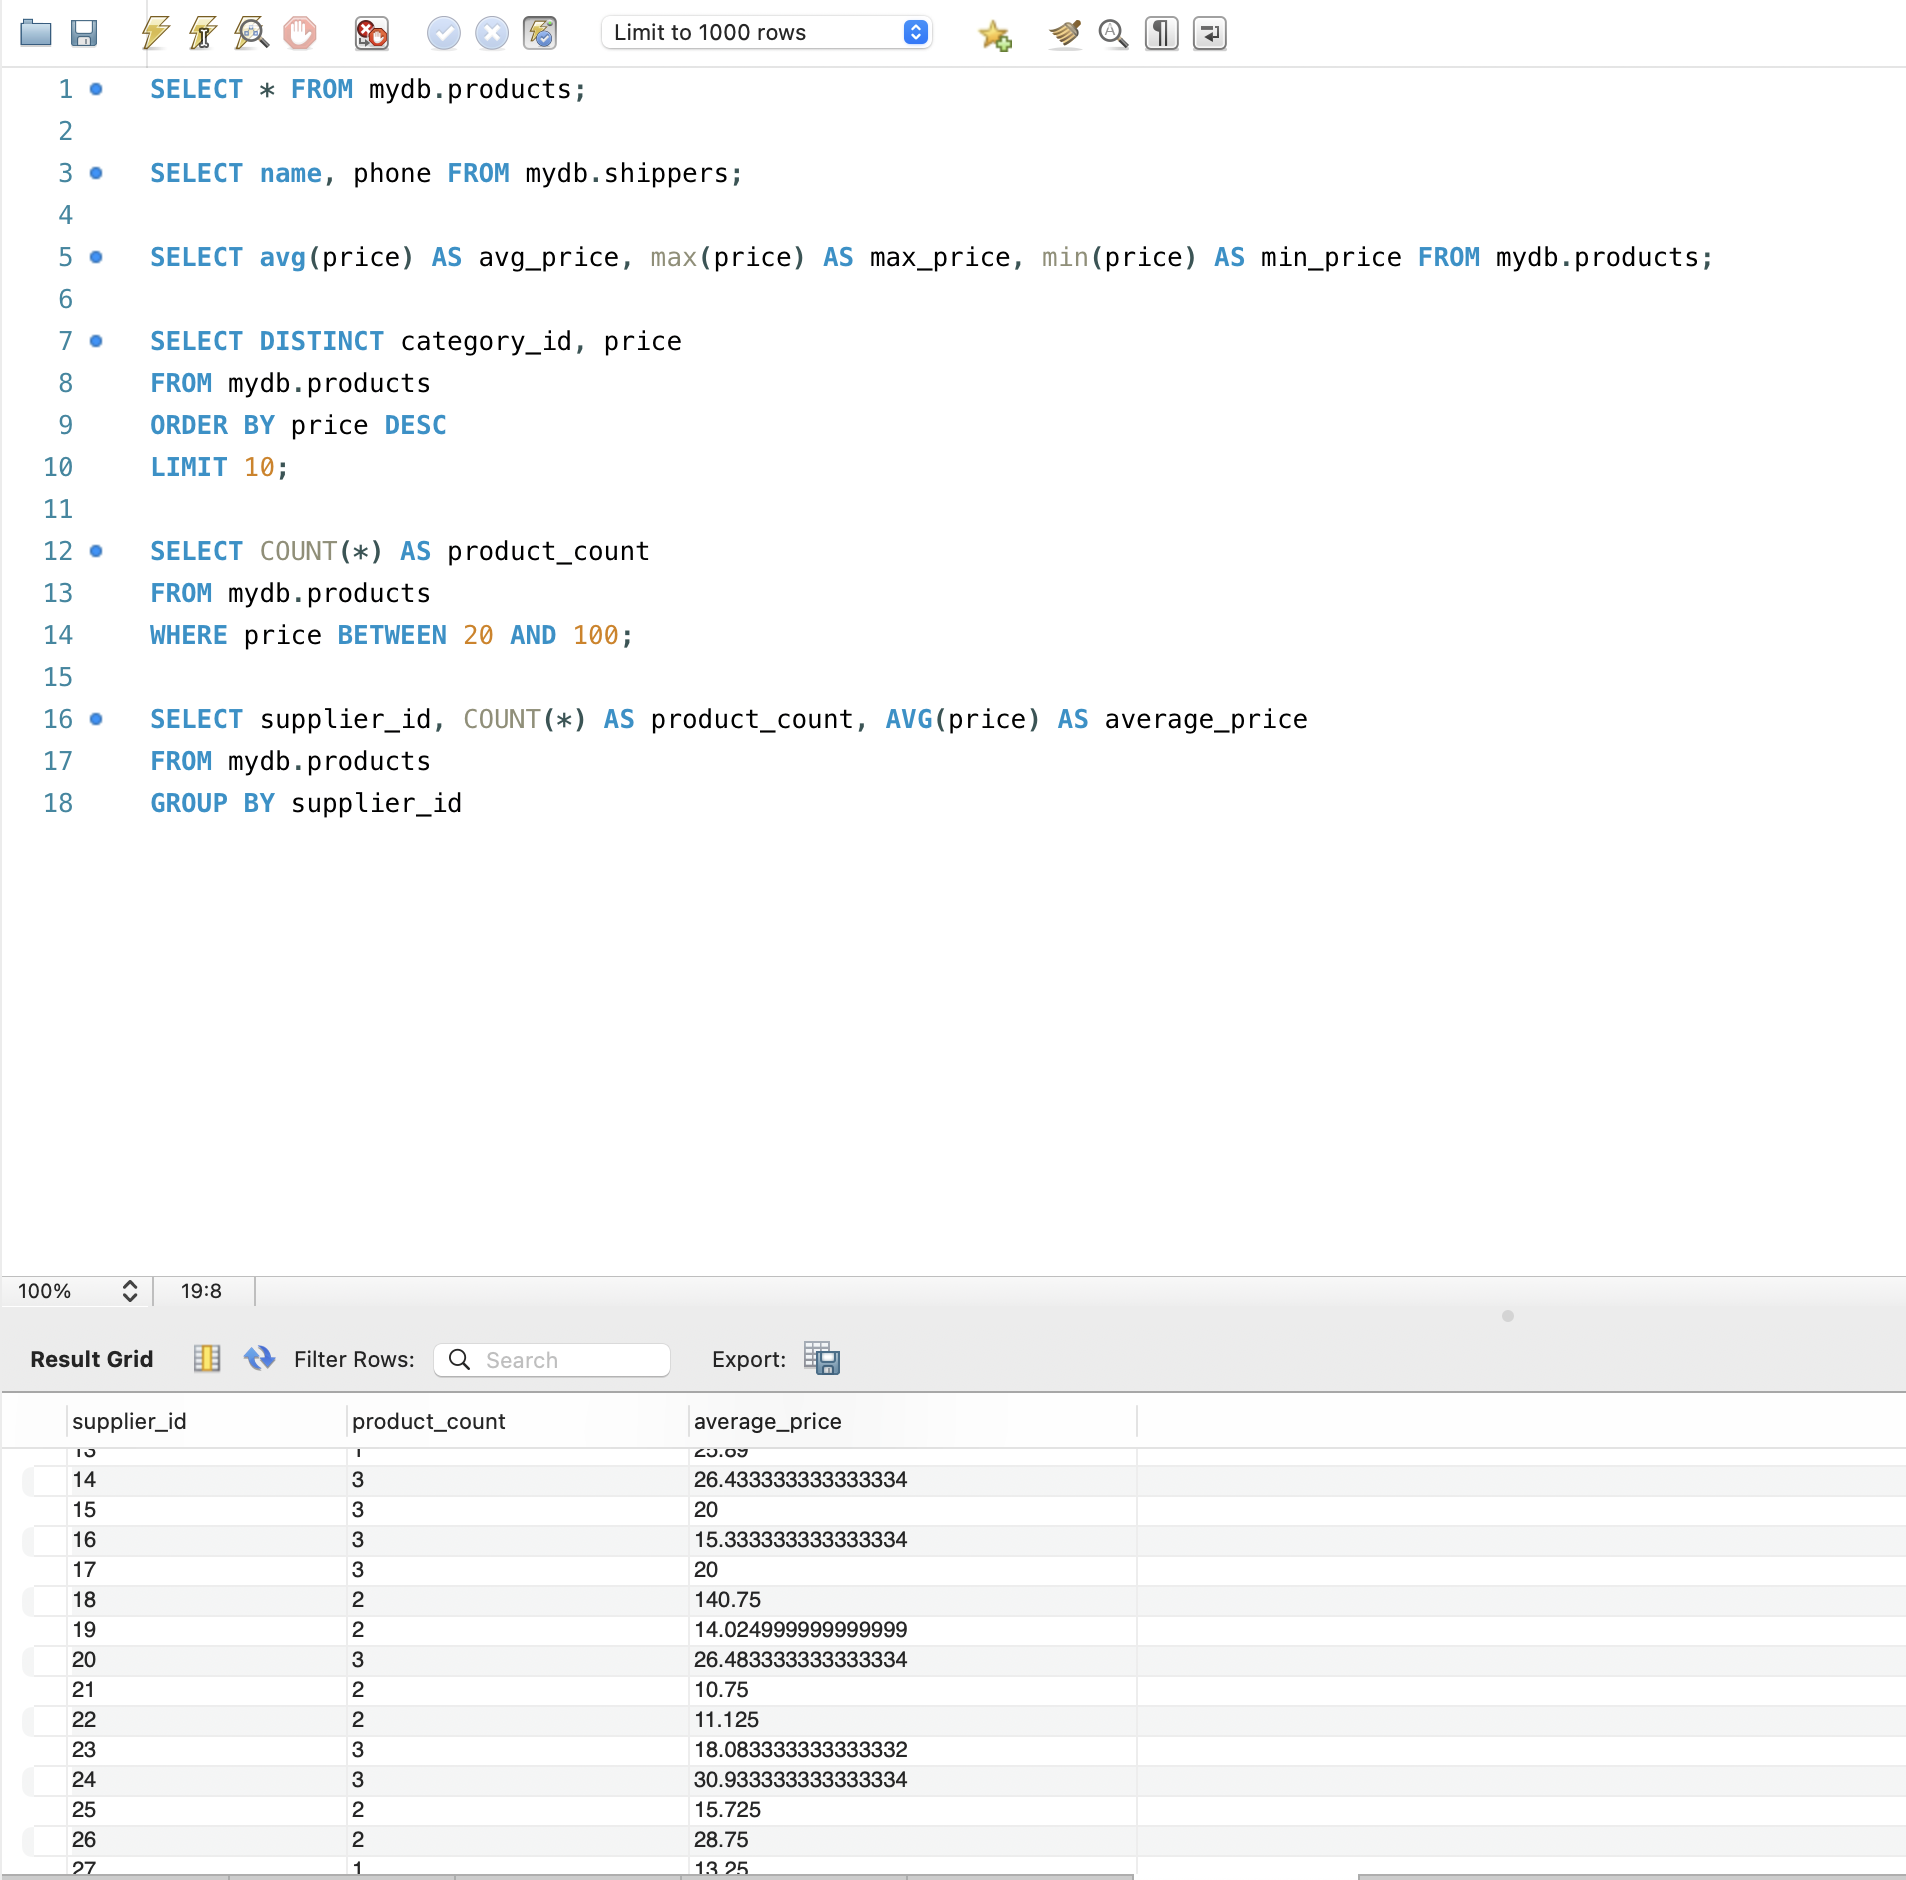 Limit to 1000 rows
1 SELECT * FROM mydb.products;
2
3 SELECT name, phone FROM mydb.shippers;
4
5 SELECT avg(price) AS avg_price, max(price) AS max_price, min(price) AS min_price FROM mydb.products;
6
7 SELECT DISTINCT category_id, price
8 FROM mydb.products
9 ORDER BY price DESC
10 LIMIT 10;
11
12 SELECT COUNT(*) AS product_count
13 FROM mydb.products
14 WHERE price BETWEEN 20 AND 100;
15
16 SELECT supplier_id, COUNT(*) AS product_count, AVG(price) AS average_price
17 FROM mydb.products
18 GROUP BY supplier_id
100% 19:8
Result Grid Filter Rows: Search Export:
supplier_id product_count average_price
13 1 25.89
14 3 26.433333333333334
15 3 20
16 3 15.333333333333334
17 3 20
18 2 140.75
19 2 14.024999999999999
20 3 26.483333333333334
21 2 10.75
22 2 11.125
23 3 18.083333333333332
24 3 30.933333333333334
25 2 15.725
26 2 28.75
27 1 13.25